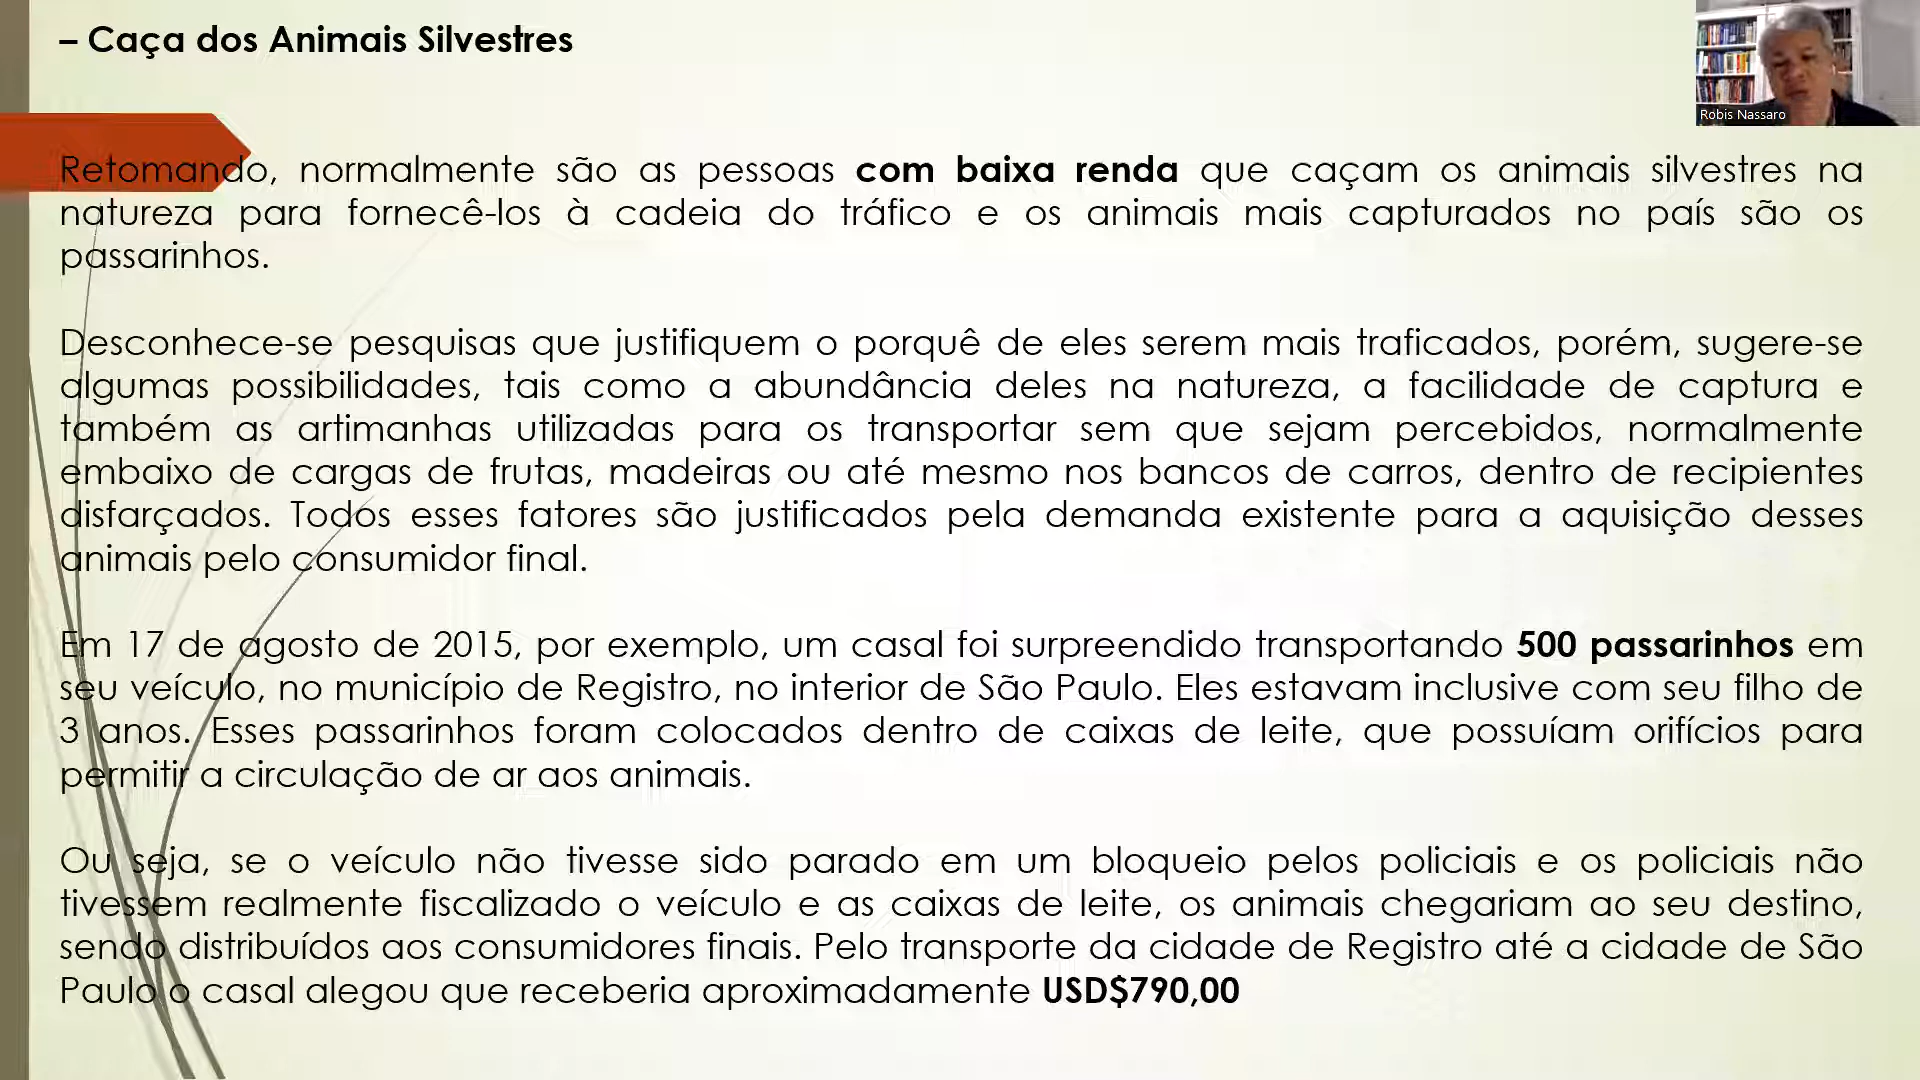 – Caça dos Animais Silvestres
Robis Nassaro
Retomando, normalmente são as pessoas com baixa renda que caçam os animais silvestres na
natureza para fornecê-los à cadeia do tráfico e os animais mais capturados no país são os
passarinhos.
Desconhece-se pesquisas que justifiquem o porquê de eles serem mais traficados, porém, sugere-se
algumas possibilidades, tais como a abundância deles na natureza, a facilidade de captura e
também as artimanhas utilizadas para os transportar sem que sejam percebidos, normalmente
embaixo de cargas de frutas, madeiras ou até mesmo nos bancos de carros, dentro de recipientes
disfarçados. Todos esses fatores são justificados pela demanda existente para a aquisição desses
animais pelo consumidor final.
Em 17 de agosto de 2015, por exemplo, um casal foi surpreendido transportando 500 passarinhos em
seu veículo, no município de Registro, no interior de São Paulo. Eles estavam inclusive com seu filho de
3 anos. Esses passarinhos foram colocados dentro de caixas de leite, que possuíam orifícios para
permitir a circulação de ar aos animais.
Ou seja, se o veículo não tivesse sido parado em um bloqueio pelos policiais e os policiais não
tivessem realmente fiscalizado o veículo e as caixas de leite, os animais chegariam ao seu destino,
sendo distribuídos aos consumidores finais. Pelo transporte da cidade de Registro até a cidade de São
Paulo o casal alegou que receberia aproximadamente USD$790,00